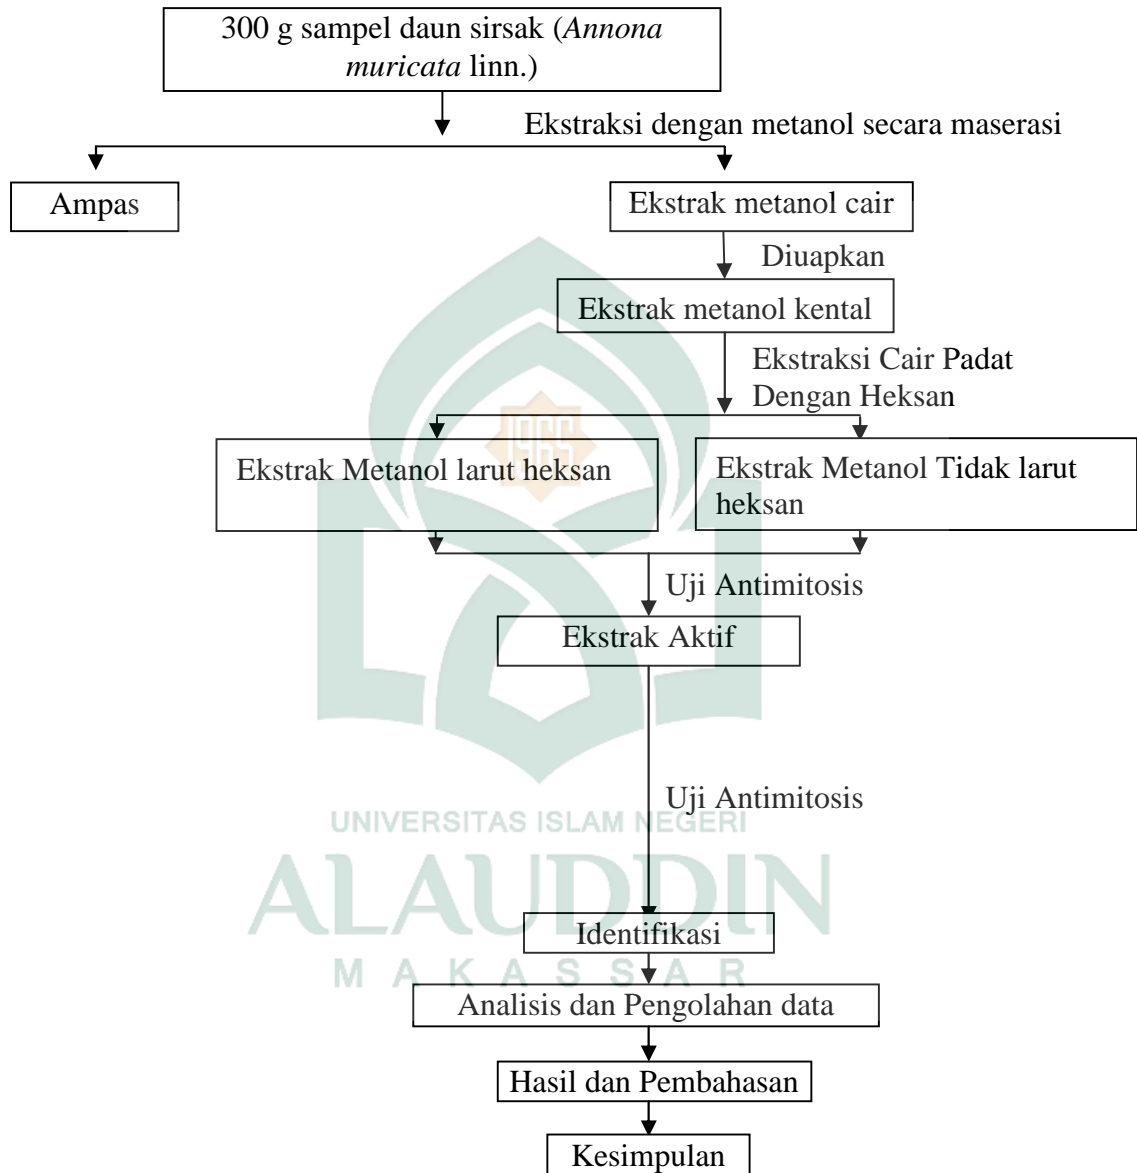 300 g sampel daun sirsak (Annona
muricata linn.)
Ekstraksi dengan metanol secara maserasi
Ampas
Ekstrak metanol cair
Diuapkan
Ekstrak metanol kental
Ekstraksi Cair Padat
Dengan Heksan
1965
Ekstrak Metanol larut heksan
Ekstrak Metanol Tidak larut
heksan
Uji Antimitosis
Ekstrak Aktif
Uji Antimitosis
UNIVERSITAS ISLAM NEGERI
ALAUDDIN
Identifikasi
MAKASSAR
Analisis dan Pengolahan data
Hasil dan Pembahasan
Kesimpulan